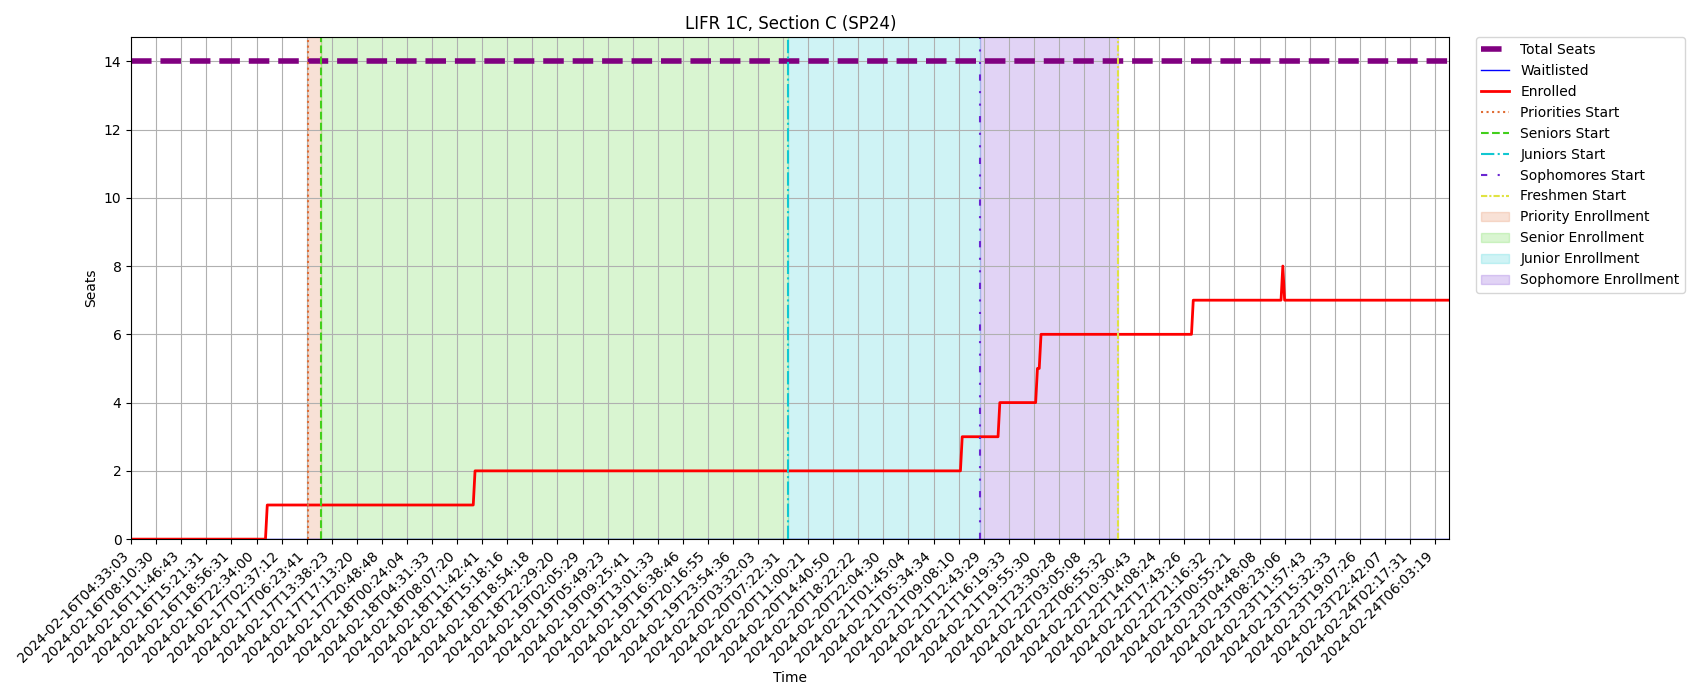 LIFR 1C, Section C (SP24)
Seats
14
12
10
8
6
4
2
0
2024-02-16T04:33:03
2024-02-16T08:10:30
2024-02-16T11:46:43
2024-02-16T15:21:31
2024-02-16T18:56:31
2024-02-16T22:34:00
2024-02-17T02:37:12
2024-02-17T06:23:41
2024-02-17T13:38:23
2024-02-17T17:13:20
2024-02-17T20:48:48
2024-02-18T00:24:04
2024-02-18T04:31:33
2024-02-18T08:07:20
2024-02-18T11:42:41
2024-02-18T15:18:16
2024-02-18T18:54:18
2024-02-18T22:29:20
2024-02-19T02:05:29
2024-02-19T05:49:23
2024-02-19T09:25:41
2024-02-19T13:01:33
2024-02-19T16:38:46
2024-02-19T20:16:55
2024-02-19T23:54:36
2024-02-20T03:32:03
2024-02-20T07:22:31
2024-02-20T11:00:21
2024-02-20T14:40:50
2024-02-20T18:22:22
2024-02-20T22:04:30
2024-02-21T01:45:04
2024-02-21T05:34:34
2024-02-21T09:08:10
2024-02-21T12:43:29
2024-02-21T16:19:33
2024-02-21T19:55:30
2024-02-21T23:30:28
2024-02-22T03:05:08
2024-02-22T06:55:32
2024-02-22T10:30:43
2024-02-22T14:08:24
2024-02-22T17:43:26
2024-02-22T21:16:32
2024-02-23T00:55:21
2024-02-23T04:48:08
2024-02-23T08:23:06
2024-02-23T11:57:43
2024-02-23T15:32:33
2024-02-23T19:07:26
2024-02-23T22:42:07
2024-02-24T02:17:31
2024-02-24T06:03:19
Time
Total Seats
Waitlisted
Enrolled
Priorities Start
Seniors Start
Juniors Start
Sophomores Start
Freshmen Start
Priority Enrollment
Senior Enrollment
Junior Enrollment
Sophomore Enrollment